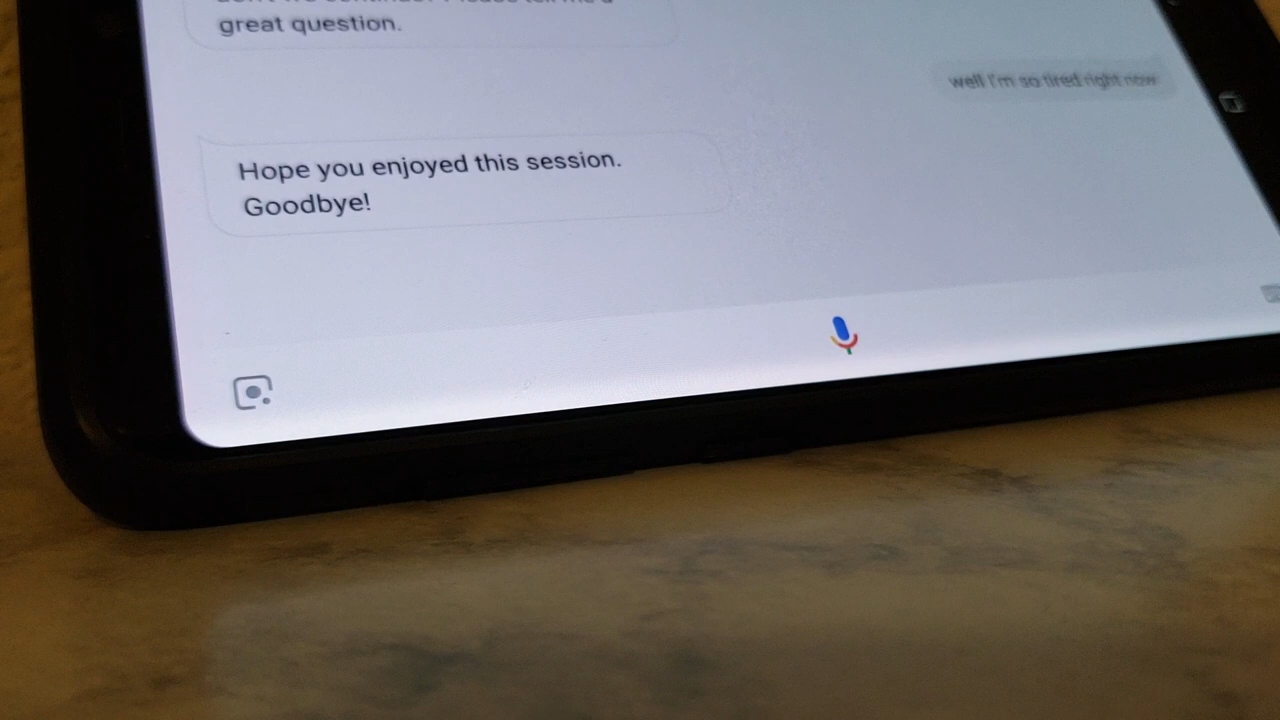 great question.
well I'm so tired right now
Hope you enjoyed this session.
Goodbye!